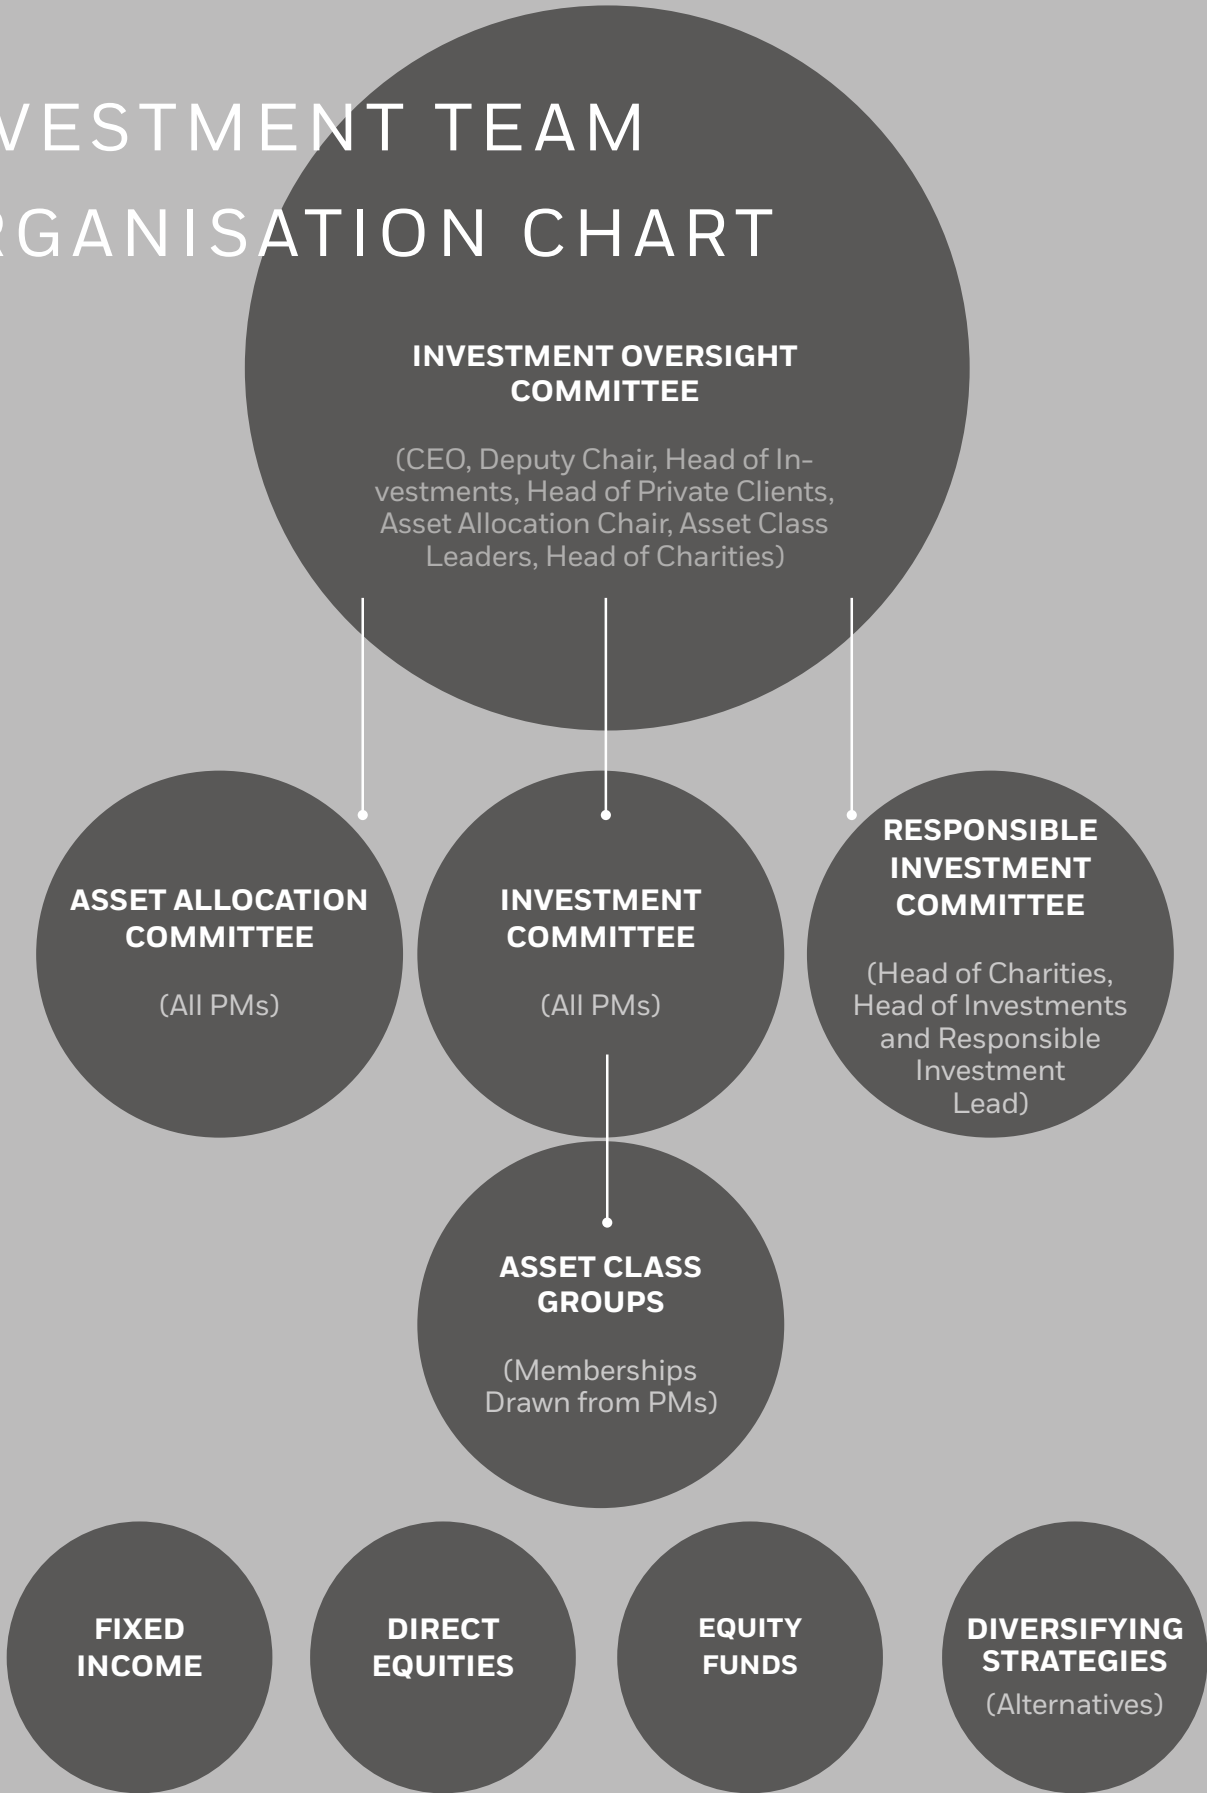 VESTMENT TEAM
RGANISATION CHART
INVESTMENT OVERSIGHT
COMMITTEE
(CEO, Deputy Chair, Head of In-
vestments, Head of Private Clients,
Asset Allocation Chair, Asset Class
Leaders, Head of Charities)
ASSET ALLOCATION
COMMITTEE
(All PMs)
INVESTMENT
COMMITTEE
(All PMs)
RESPONSIBLE
INVESTMENT
COMMITTEE
(Head of Charities,
Head of Investments
and Responsible
Investment
Lead)
ASSET CLASS
GROUPS
(Memberships
Drawn from PMs)
FIXED
INCOME
DIRECT
EQUITIES
EQUITY
FUNDS
DIVERSIFYING
STRATEGIES
(Alternatives)